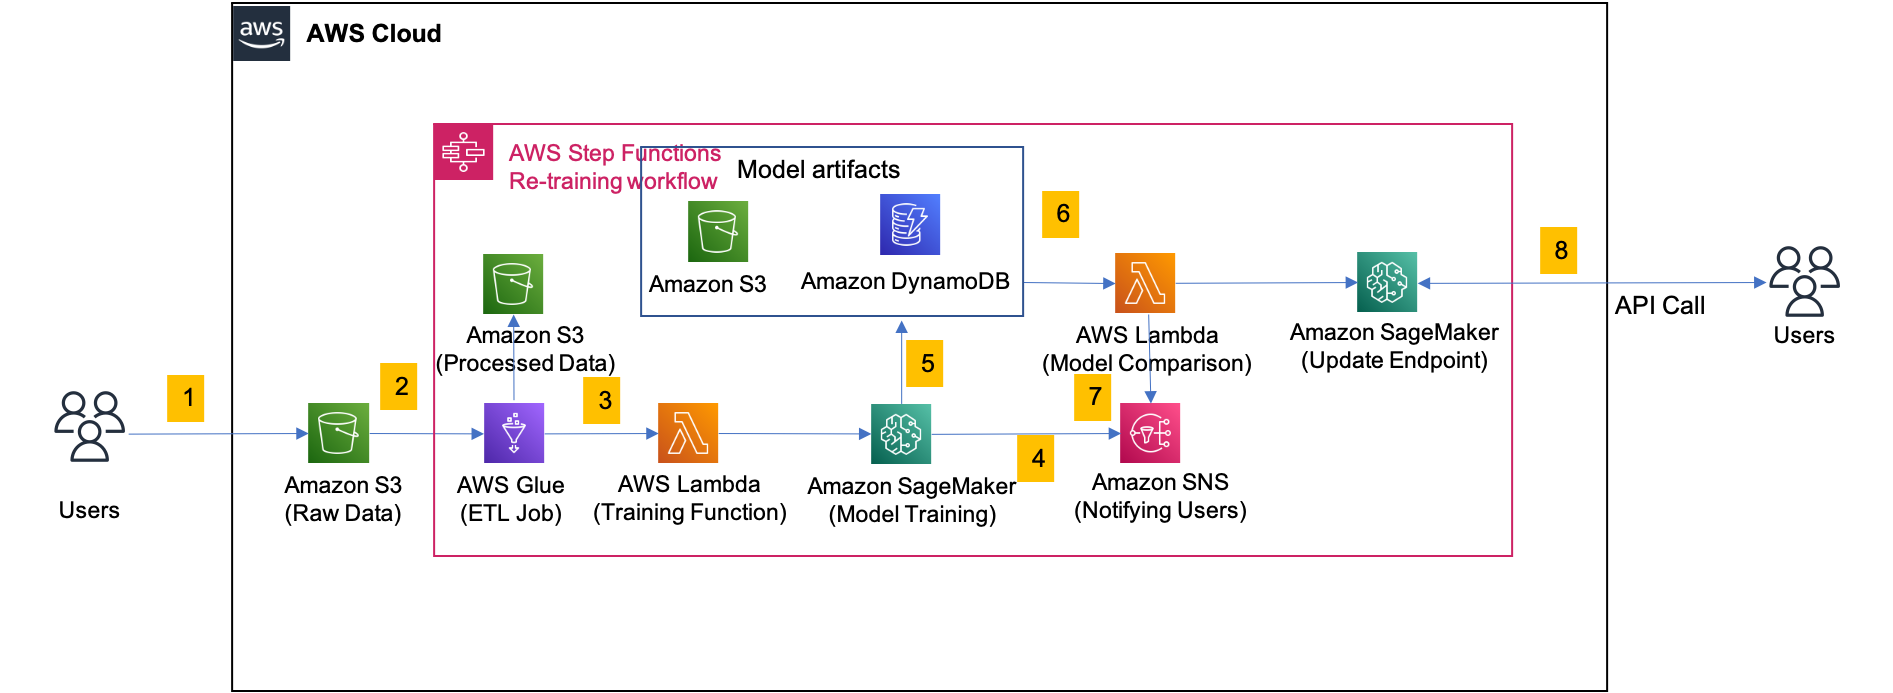 aws
AWS Cloud
AWS Step Functions
Re-training workflow
Model artifacts
Amazon S3
Amazon DynamoDB
6
8
API Call
Users
Amazon S3
(Processed Data)
AWS Lambda
(Model Comparison)
Amazon SageMaker
(Update Endpoint)
1
2
3
5
7
4
Users
Amazon S3
(Raw Data)
AWS Glue
(ETL Job)
AWS Lambda
(Training Function)
Amazon SageMaker
(Model Training)
Amazon SNS
(Notifying Users)